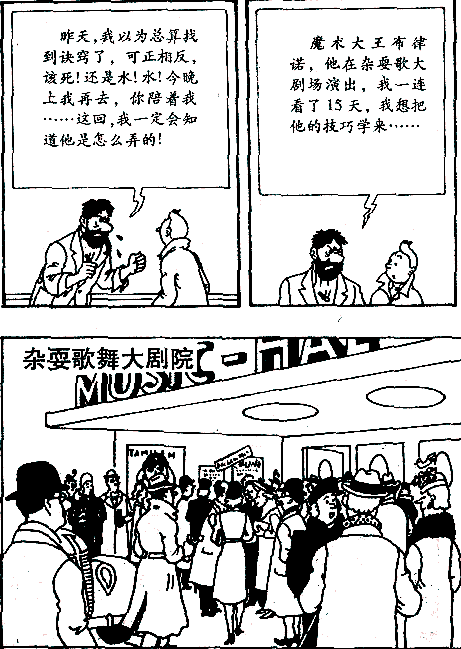 昨天，我以为总算找
到诀窍了，可正相反，
该死！还是水！水！今晚
上我再去，你陪着我
……这回，我一定会知
道他是怎么弄的！
魔术大王布律
诺，他在杂耍歌大
剧场演出，我一连
看了15天，我想把
他的技巧学来……
杂耍歌舞大剧院
MUSIC-HA